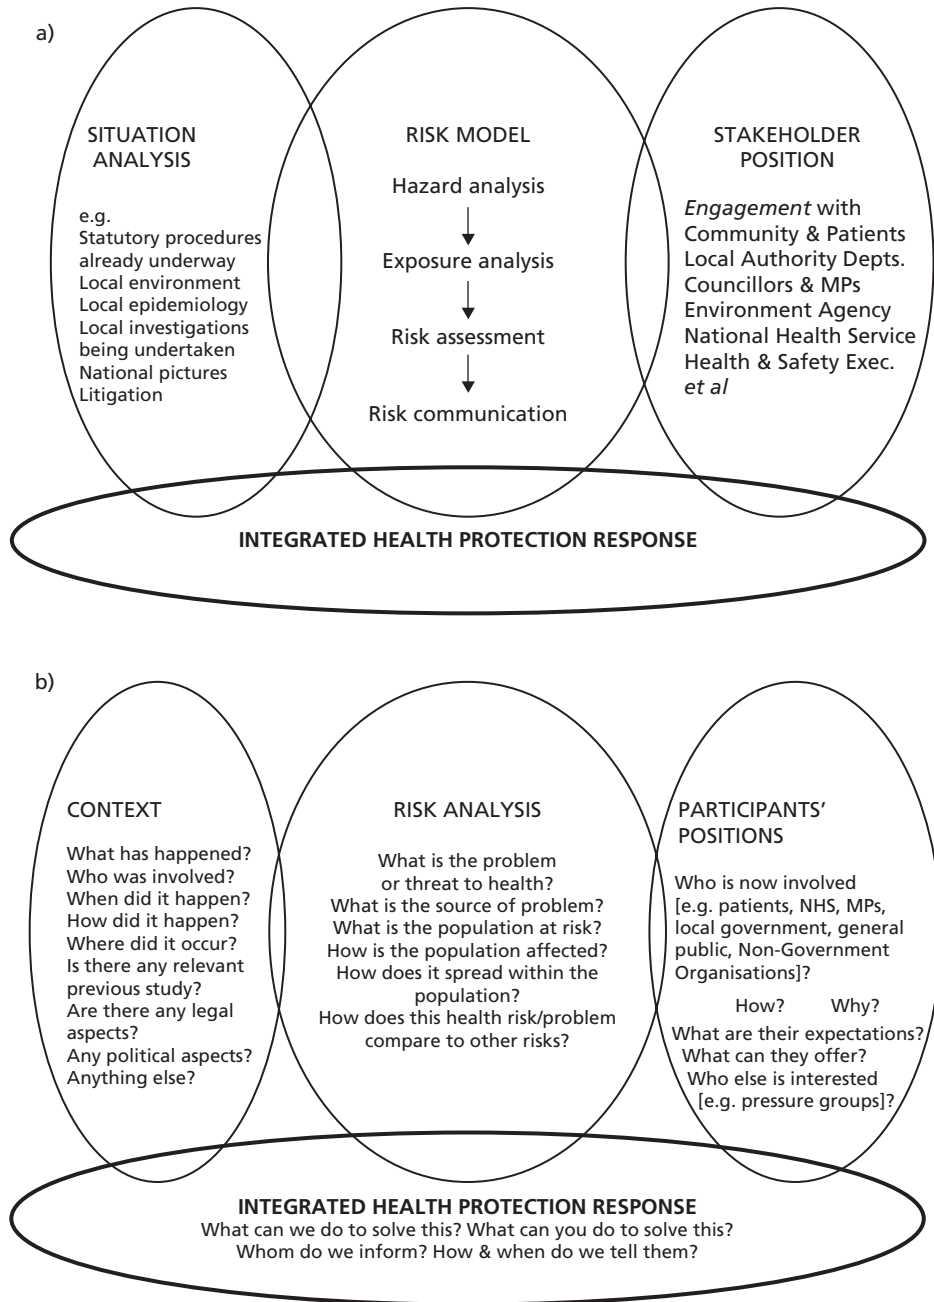 a)
SITUATION
ANALYSIS
e.g.
Statutory procedures
already underway
Local environment
Local epidemiology
Local investigations
being undertaken
National pictures
Litigation
RISK MODEL
Hazard analysis
Exposure analysis
Risk assessment
Risk communication
STAKEHOLDER
POSITION
Engagement with
Community & Patients
Local Authority Depts.
Councillors & MPs
Environment Agency
National Health Service
Health & Safety Exec.
et al
INTEGRATED HEALTH PROTECTION RESPONSE
b)
CONTEXT
What has happened?
Who was involved?
When did it happen?
How did it happen?
Where did it occur?
Is there any relevant
previous study?
Are there any legal
aspects?
Any political aspects?
Anything else?
RISK ANALYSIS
What is the problem
or threat to health?
What is the source of problem?
What is the population at risk?
How is the population affected?
How does it spread within the
population?
How does this health risk/problem
compare to other risks?
PARTICIPANTS’
POSITIONS
Who is now involved
[e.g. patients, NHS, MPs,
local government, general
public, Non-Government
Organisations]?
How? Why?
What are their expectations?
What can they offer?
Who else is interested
[e.g. pressure groups]?
INTEGRATED HEALTH PROTECTION RESPONSE
What can we do to solve this? What can you do to solve this?
Whom do we inform? How & when do we tell them?